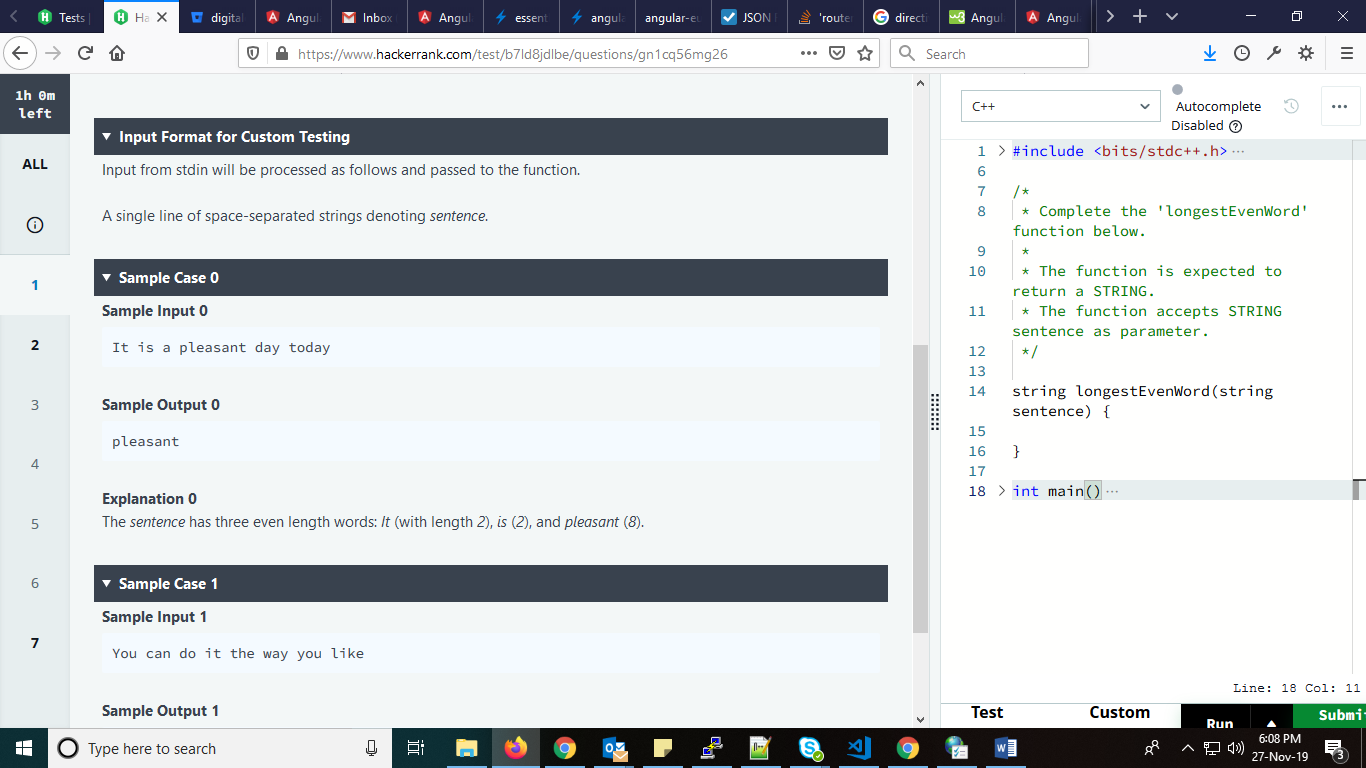 Tests
Ha
digital
Angul
Inbox
Angul
essent
angula
angular-eu
JSON
'router
directi
Angul
Angul
https://www.hackerrank.com/test/b7ld8jdlbe/questions/gn1cq56mg26
Search
1h 0m
left
ALL
1
2
3
4
5
6
7
Input Format for Custom Testing
Input from stdin will be processed as follows and passed to the function.
A single line of space-separated strings denoting sentence.
Sample Case 0
Sample Input 0
It is a pleasant day today
Sample Output 0
pleasant
Explanation 0
The sentence has three even length words: It (with length 2), is (2), and pleasant (8).
Sample Case 1
Sample Input 1
You can do it the way you like
Sample Output 1
C++
Autocomplete
Disabled
1 #include <bits/stdc++.h>
6
7 /*
8 * Complete the 'longestEvenWord'
function below.
9 *
10 * The function is expected to
return a STRING.
11 * The function accepts STRING
sentence as parameter.
12 */
13
14 string longestEvenWord(string
sentence) {
15
16 }
17
18 int main()
Line: 18 Col: 11
Test
Custom
Run
Submi
Type here to search
6:08 PM
27-Nov-19
3